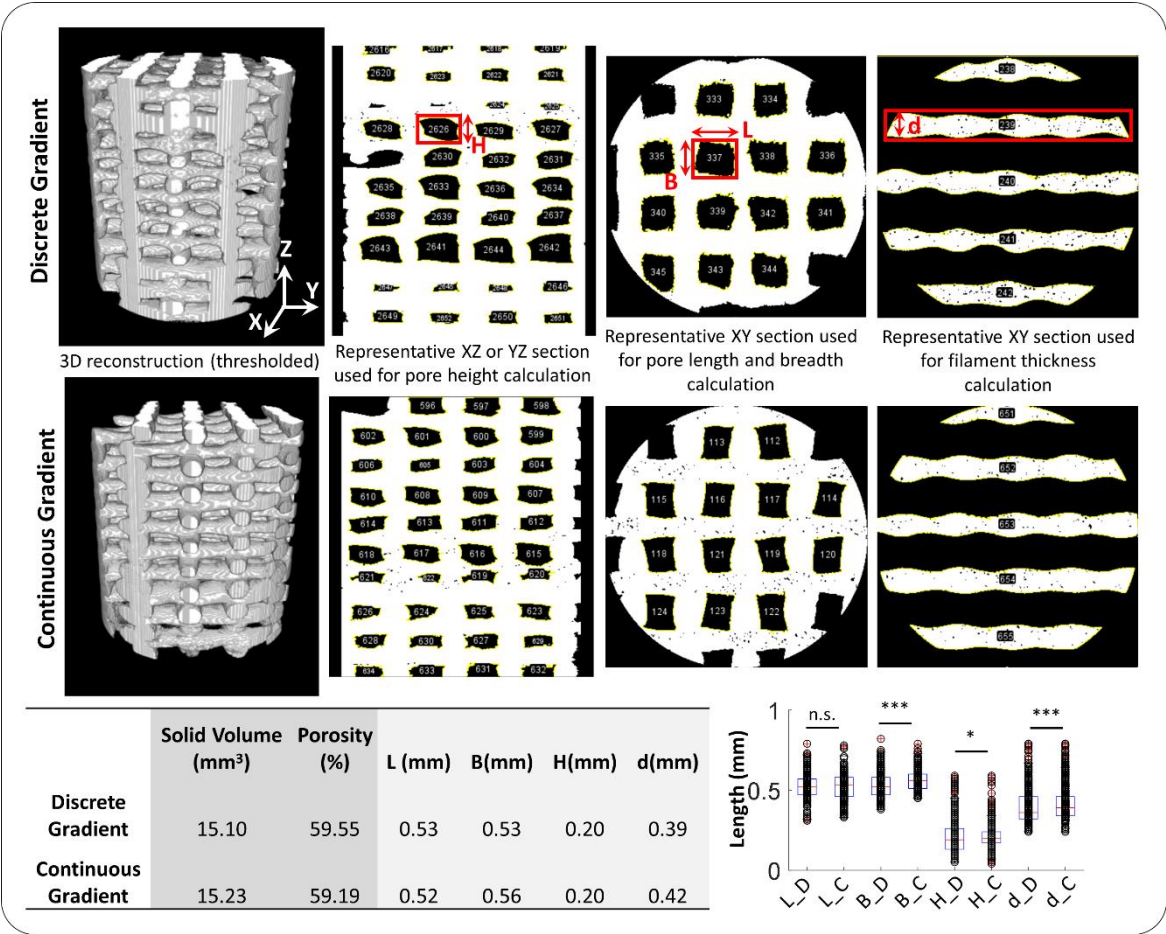 Discrete Gradient
Z
Y
X
2616 2617 2618 2619
2620 2623 2622 2621
2625 2624
2628 2626 2629 2627
H
2630 2632 2631
2635 2633 2636 2634
2638 2639 2640 2637
2643 2641 2644 2642
2647 2645 2648 2646
2649 2652 2650 2651
333 334
L
335 337 338 336
B
340 339 342 341
345 343 344
238
d
239
240
241
242
3D reconstruction (thresholded)
Representative XZ or YZ section
used for pore height calculation
Representative XY section used
for pore length and breadth
calculation
Representative XY section used
for filament thickness
calculation
Continuous Gradient
596 597 598
602 601 600 599
606 605 603 604
610 608 609 607
614 613 611 612
618 617 616 615
621 622 619 620
626 624 625 623
628 630 627 629
634 633 631 632
113 112
115 116 117 114
118 121 119 120
124 123 122
651
652
653
654
655
Solid Volume
(mm³)
Porosity
(%)
L (mm) B(mm) H(mm) d(mm)
Discrete
Gradient
15.10 59.55 0.53 0.53 0.20 0.39
Continuous
Gradient
15.23 59.19 0.52 0.56 0.20 0.42
Length (mm)
1
0.5
0
n.s. *** * ***
L_D L_C B_D B_C H_D H_C d_D d_C